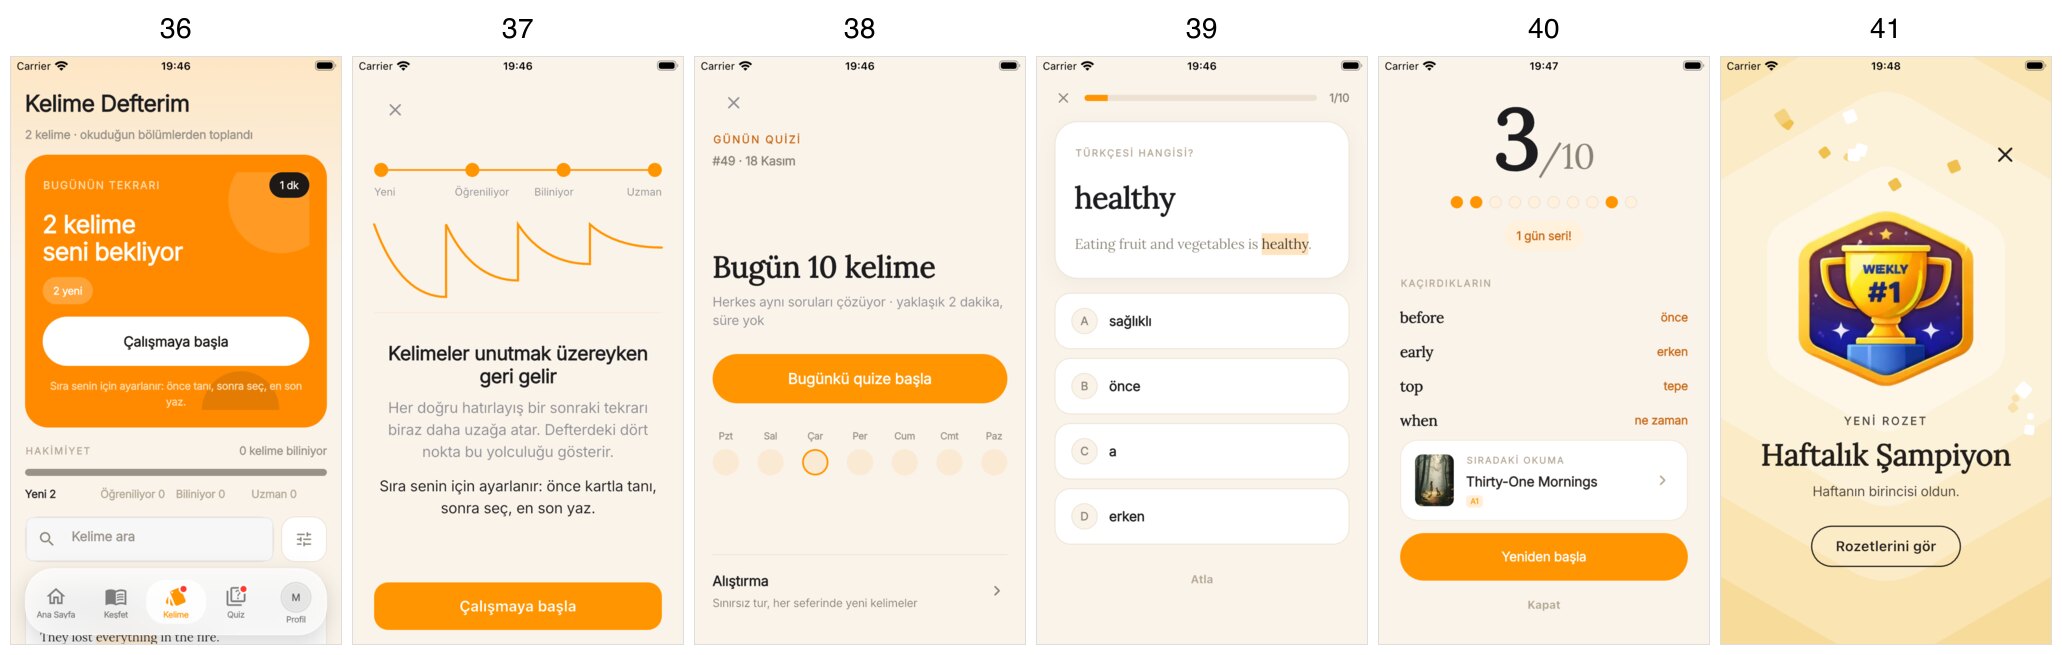 36
Carrier
19:46
Kelime Defterim
2 kelime · okuduğun bölümlerden toplandı
BUGÜNÜN TEKRARI
1 dk
2 kelime
seni bekliyor
2 yeni
Çalışmaya başla
Sıra senin için ayarlanır: önce tanı, sonra seç, en son
yaz.
HAKİMİYET
0 kelime biliniyor
Yeni 2
Öğreniliyor 0
Biliniyor 0
Uzman 0
Kelime ara
Ana Sayfa
Keşfet
Kelime
Quiz
M
Profil
They lost everything in the fire.
37
Carrier
19:46
Yeni
Öğreniliyor
Biliniyor
Uzman
Kelimeler unutmak üzereyken
geri gelir
Her doğru hatırlayış bir sonraki tekrarı
biraz daha uzağa atar. Defterdeki dört
nokta bu yolculuğu gösterir.
Sıra senin için ayarlanır: önce kartla tanı,
sonra seç, en son yaz.
Çalışmaya başla
38
Carrier
19:46
GÜNÜN QUİZİ
#49 · 18 Kasım
Bugün 10 kelime
Herkes aynı soruları çözüyor · yaklaşık 2 dakika,
süre yok
Bugünkü quize başla
Pzt
Sal
Çar
Per
Cum
Cmt
Paz
Alıştırma
Sınırsız tur, her seferinde yeni kelimeler
39
Carrier
19:46
1/10
TÜRKÇESİ HANGİSİ?
healthy
Eating fruit and vegetables is healthy.
A sağlıklı
B önce
C a
D erken
Atla
40
Carrier
19:47
3/10
1 gün seri!
KAÇIRDIKLARIN
before önce
early erken
top tepe
when ne zaman
SIRADAKİ OKUMA
Thirty-One Mornings
A1
Yeniden başla
Kapat
41
Carrier
19:48
WEEKLY
#1
YENİ ROZET
Haftalık Şampiyon
Haftanın birincisi oldun.
Rozetlerini gör